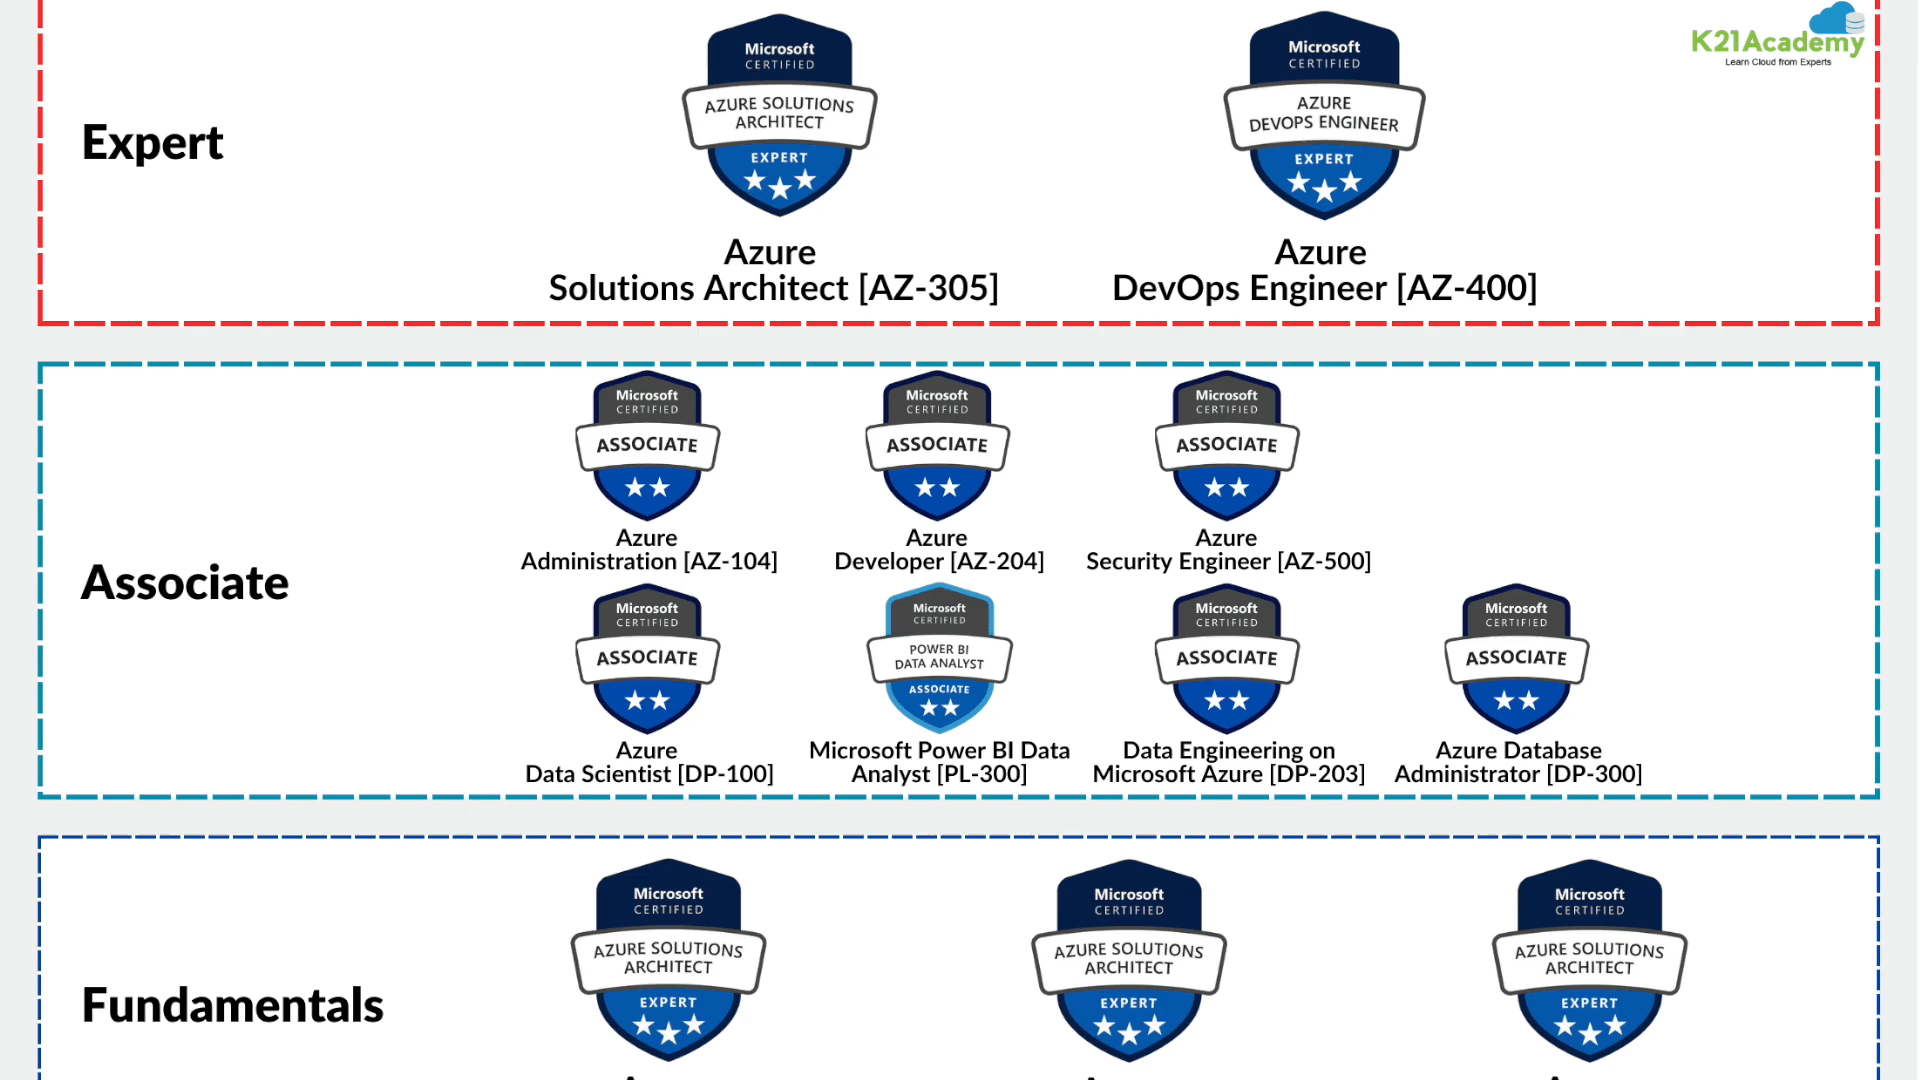 K21Academy
Learn Cloud from Experts
Expert
Microsoft
CERTIFIED
AZURE SOLUTIONS
ARCHITECT
EXPERT
Azure
Solutions Architect [AZ-305]
Microsoft
CERTIFIED
AZURE
DEVOPS ENGINEER
EXPERT
Azure
DevOps Engineer [AZ-400]
Associate
Microsoft
CERTIFIED
ASSOCIATE
Azure
Administration [AZ-104]
Microsoft
CERTIFIED
ASSOCIATE
Azure
Developer [AZ-204]
Microsoft
CERTIFIED
ASSOCIATE
Azure
Security Engineer [AZ-500]
Microsoft
CERTIFIED
ASSOCIATE
Azure
Data Scientist [DP-100]
Microsoft
CERTIFIED
POWER BI
DATA ANALYST
ASSOCIATE
Microsoft Power BI Data
Analyst [PL-300]
Microsoft
CERTIFIED
ASSOCIATE
Data Engineering on
Microsoft Azure [DP-203]
Microsoft
CERTIFIED
ASSOCIATE
Azure Database
Administrator [DP-300]
Fundamentals
Microsoft
CERTIFIED
AZURE SOLUTIONS
ARCHITECT
EXPERT
Microsoft
CERTIFIED
AZURE SOLUTIONS
ARCHITECT
EXPERT
Microsoft
CERTIFIED
AZURE SOLUTIONS
ARCHITECT
EXPERT